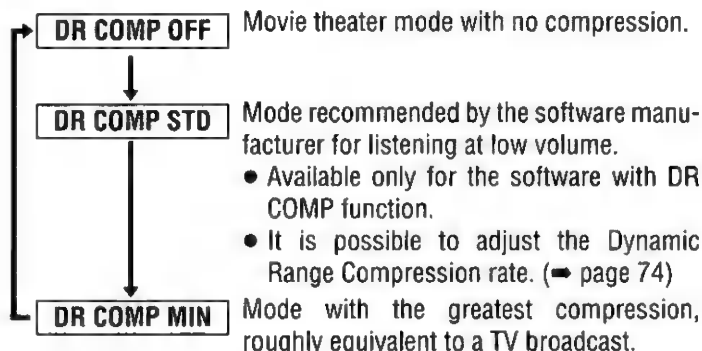 DR COMP OFF Movie theater mode with no compression.
DR COMP STD Mode recommended by the software manu-
facturer for listening at low volume.
● Available only for the software with DR
COMP function.
● It is possible to adjust the Dynamic
Range Compression rate. (➡ page 74)
DR COMP MIN Mode with the greatest compression,
roughly equivalent to a TV broadcast.